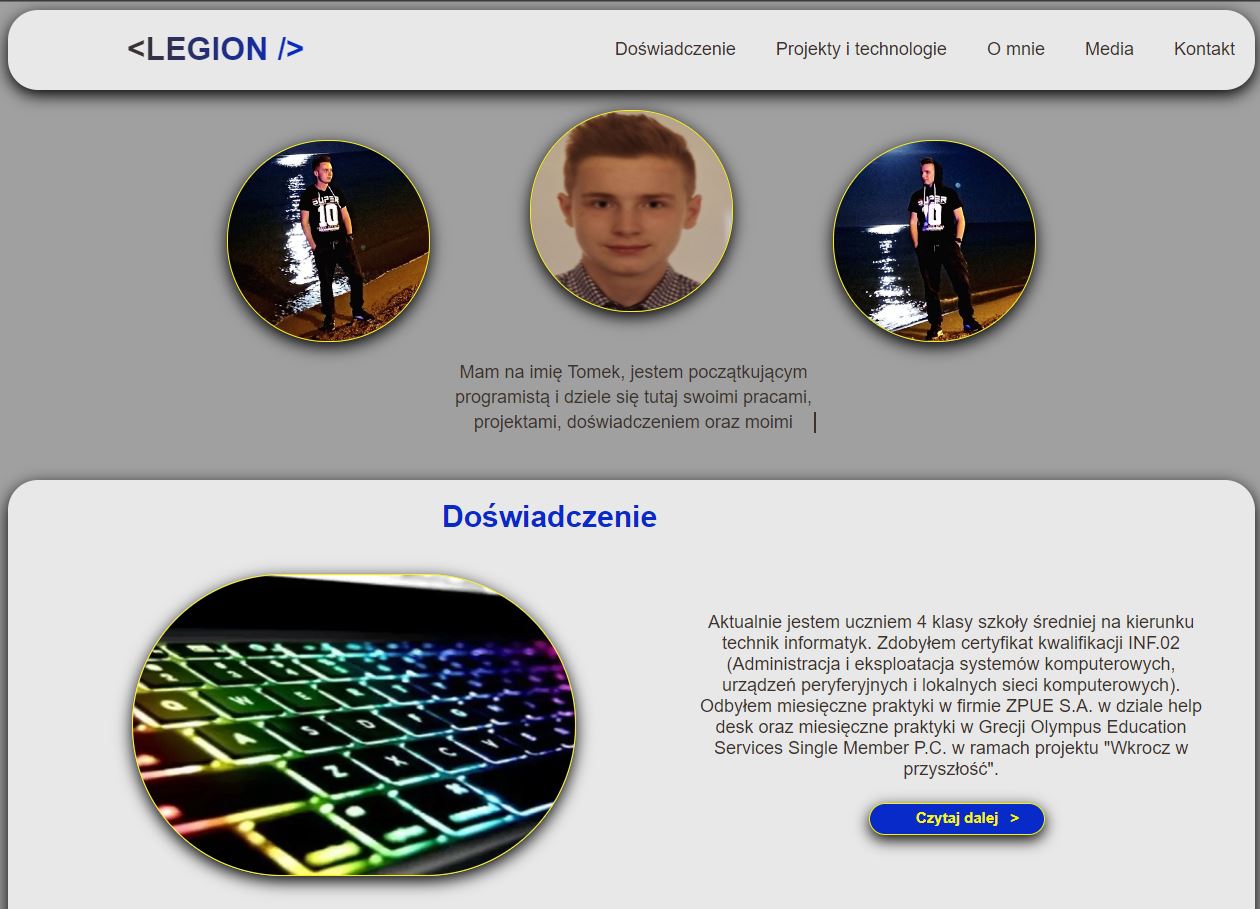 <LEGION />
Doświadczenie Projekty i technologie O mnie Media Kontakt
SUPER
10
SUPER
10
Mam na imię Tomek, jestem początkującym
programistą i dziele się tutaj swoimi pracami,
projektami, doświadczeniem oraz moimi
Doświadczenie
Q W E R T
A S D F G H
Z X C V B
Aktualnie jestem uczniem 4 klasy szkoły średniej na kierunku
technik informatyk. Zdobyłem certyfikat kwalifikacji INF.02
(Administracja i eksploatacja systemów komputerowych,
urządzeń peryferyjnych i lokalnych sieci komputerowych).
Odbyłem miesięczne praktyki w firmie ZPUE S.A. w dziale help
desk oraz miesięczne praktyki w Grecji Olympus Education
Services Single Member P.C. w ramach projektu "Wkrocz w
przyszłość".
Czytaj dalej >